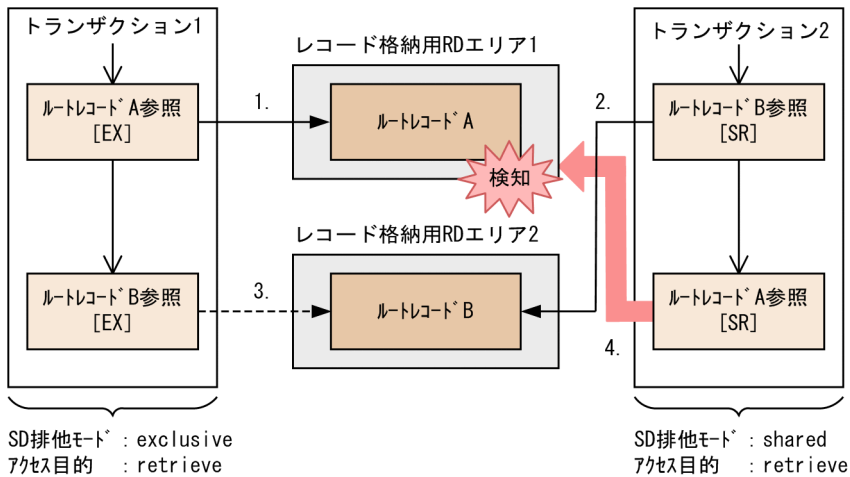 トランザクション1
ﾙｰﾄﾚｺｰﾄﾞA参照
[EX]
ﾙｰﾄﾚｺｰﾄﾞB参照
[EX]
SD排他ﾓｰﾄﾞ：exclusive
ｱｸｾｽ目的　：retrieve
1.
3.
レコード格納用RDエリア1
ﾙｰﾄﾚｺｰﾄﾞA
検知
レコード格納用RDエリア2
ﾙｰﾄﾚｺｰﾄﾞB
2.
4.
トランザクション2
ﾙｰﾄﾚｺｰﾄﾞB参照
[SR]
ﾙｰﾄﾚｺｰﾄﾞA参照
[SR]
SD排他ﾓｰﾄﾞ：shared
ｱｸｾｽ目的　：retrieve